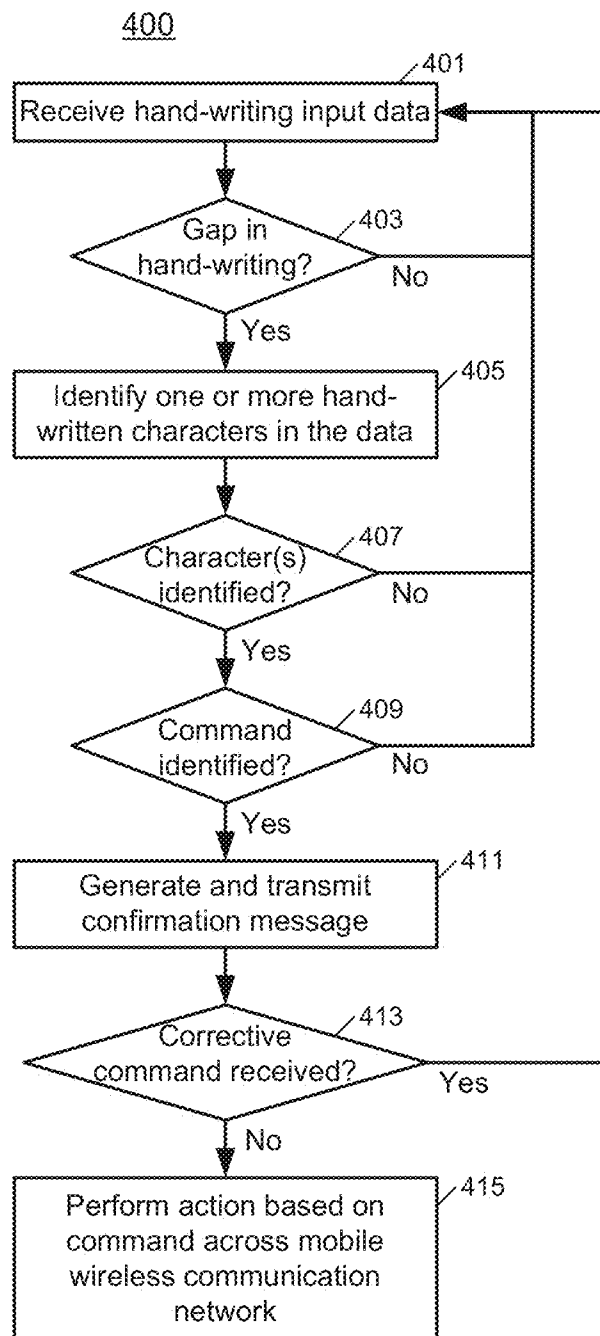 400
401
Receive hand-writing input data
403
Gap in
hand-writing?
No
Yes
405
Identify one or more hand-
written characters in the data
407
Character(s)
identified?
No
Yes
409
Command
identified?
No
Yes
411
Generate and transmit
confirmation message
413
Corrective
command received?
Yes
No
415
Perform action based on
command across mobile
wireless communication
network